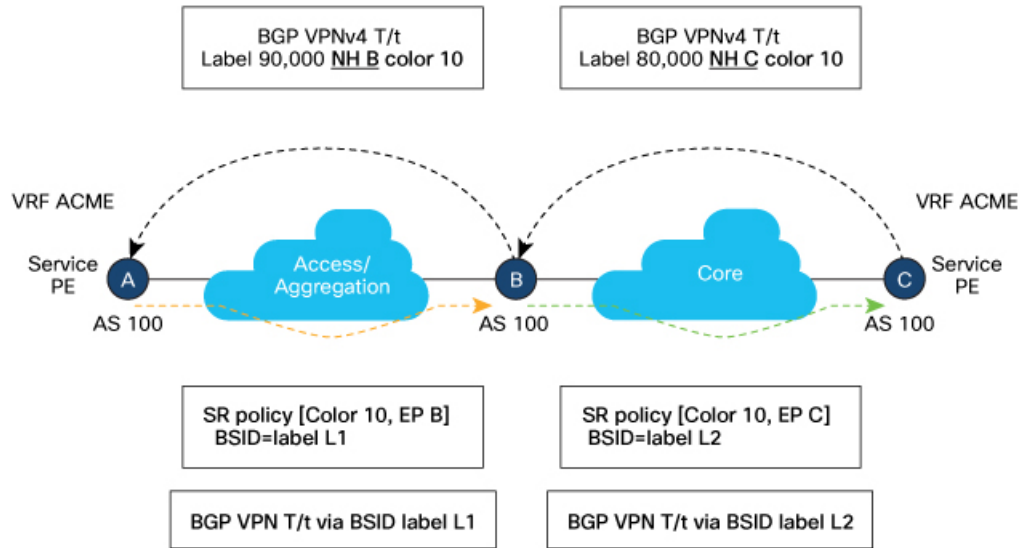 BGP VPNv4 T/t
Label 90,000 NH B color 10
BGP VPNv4 T/t
Label 80,000 NH C color 10
VRF ACME
VRF ACME
Service
PE
A
Access/
Aggregation
B
Core
C
Service
PE
AS 100
AS 100
AS 100
SR policy [Color 10, EP B]
BSID=label L1
SR policy [Color 10, EP C]
BSID=label L2
BGP VPN T/t via BSID label L1
BGP VPN T/t via BSID label L2